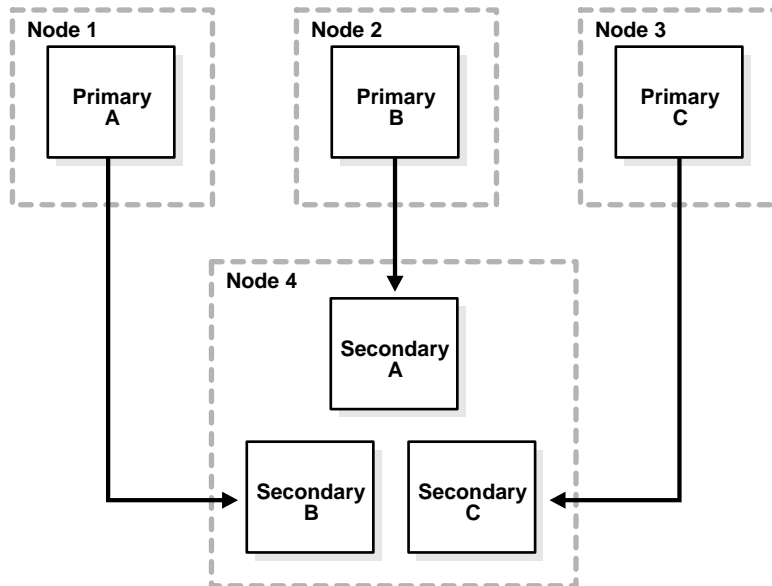 Node 1
Primary
A
Node 2
Primary
B
Node 3
Primary
C
Node 4
Secondary
A
Secondary
B
Secondary
C